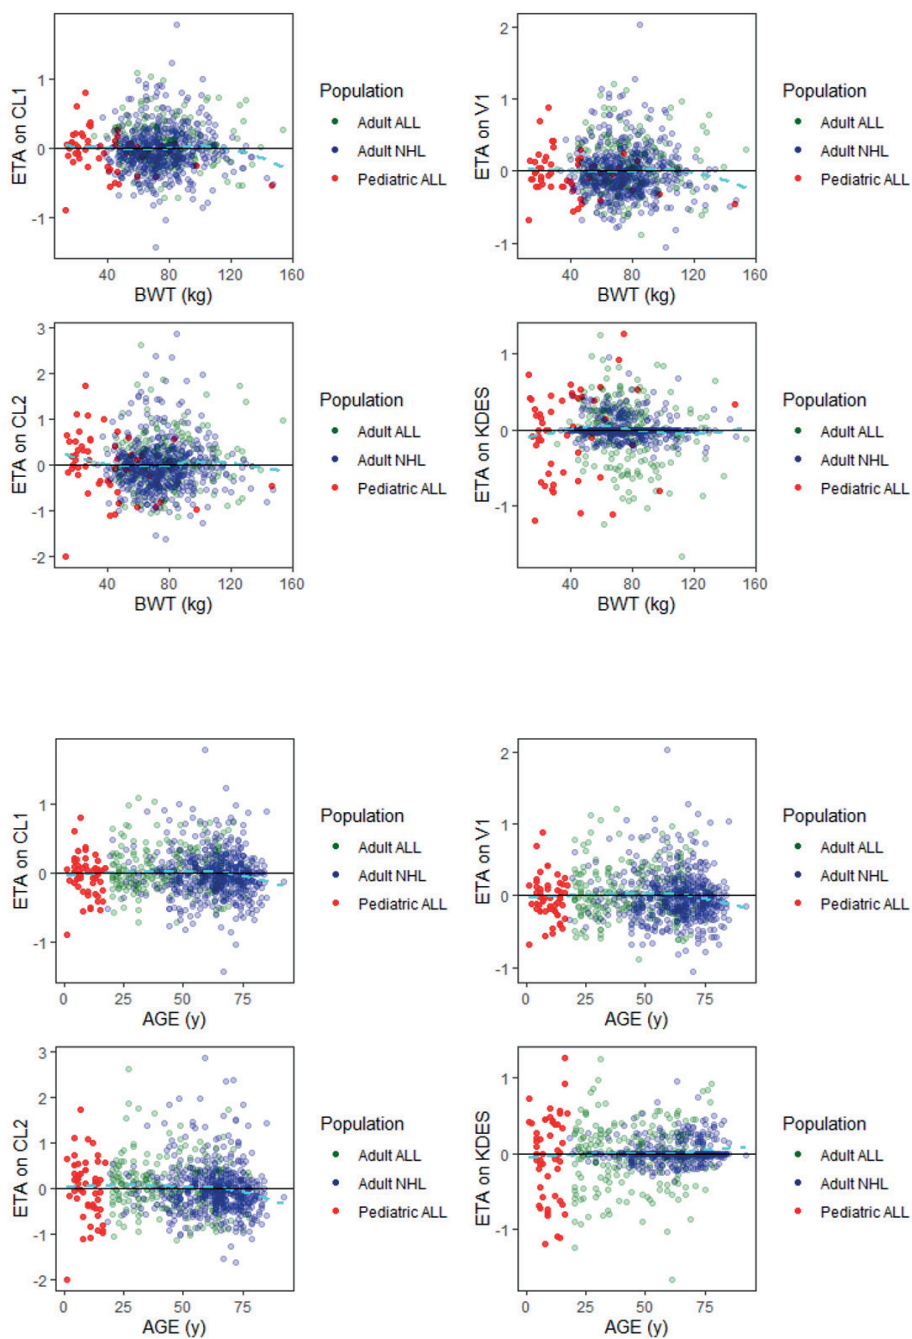 ETA on CL1
1
0
-1
40
80
120
160
BWT (kg)
Population
Adult ALL
Adult NHL
Pediatric ALL
ETA on V1
2
1
0
-1
40
80
120
160
BWT (kg)
Population
Adult ALL
Adult NHL
Pediatric ALL
ETA on CL2
3
2
1
0
-1
-2
40
80
120
160
BWT (kg)
Population
Adult ALL
Adult NHL
Pediatric ALL
ETA on KDES
1
0
-1
40
80
120
160
BWT (kg)
Population
Adult ALL
Adult NHL
Pediatric ALL
ETA on CL1
1
0
-1
0
25
50
75
AGE (y)
Population
Adult ALL
Adult NHL
Pediatric ALL
ETA on V1
2
1
0
-1
0
25
50
75
AGE (y)
Population
Adult ALL
Adult NHL
Pediatric ALL
ETA on CL2
3
2
1
0
-1
-2
0
25
50
75
AGE (y)
Population
Adult ALL
Adult NHL
Pediatric ALL
ETA on KDES
1
0
-1
0
25
50
75
AGE (y)
Population
Adult ALL
Adult NHL
Pediatric ALL